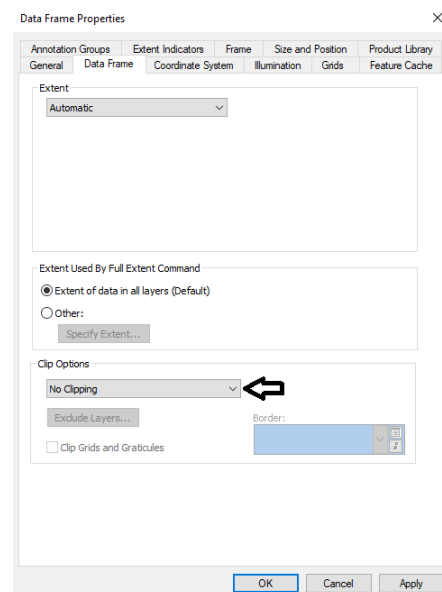 Data Frame Properties
Annotation Groups Extent Indicators Frame Size and Position Product Library
General Data Frame Coordinate System Illumination Grids Feature Cache
Extent
Automatic
Extent Used By Full Extent Command
Extent of data in all layers (Default)
Other:
Specify Extent...
Clip Options
No Clipping
Exclude Layers...
Border:
Clip Grids and Graticules
OK Cancel Apply